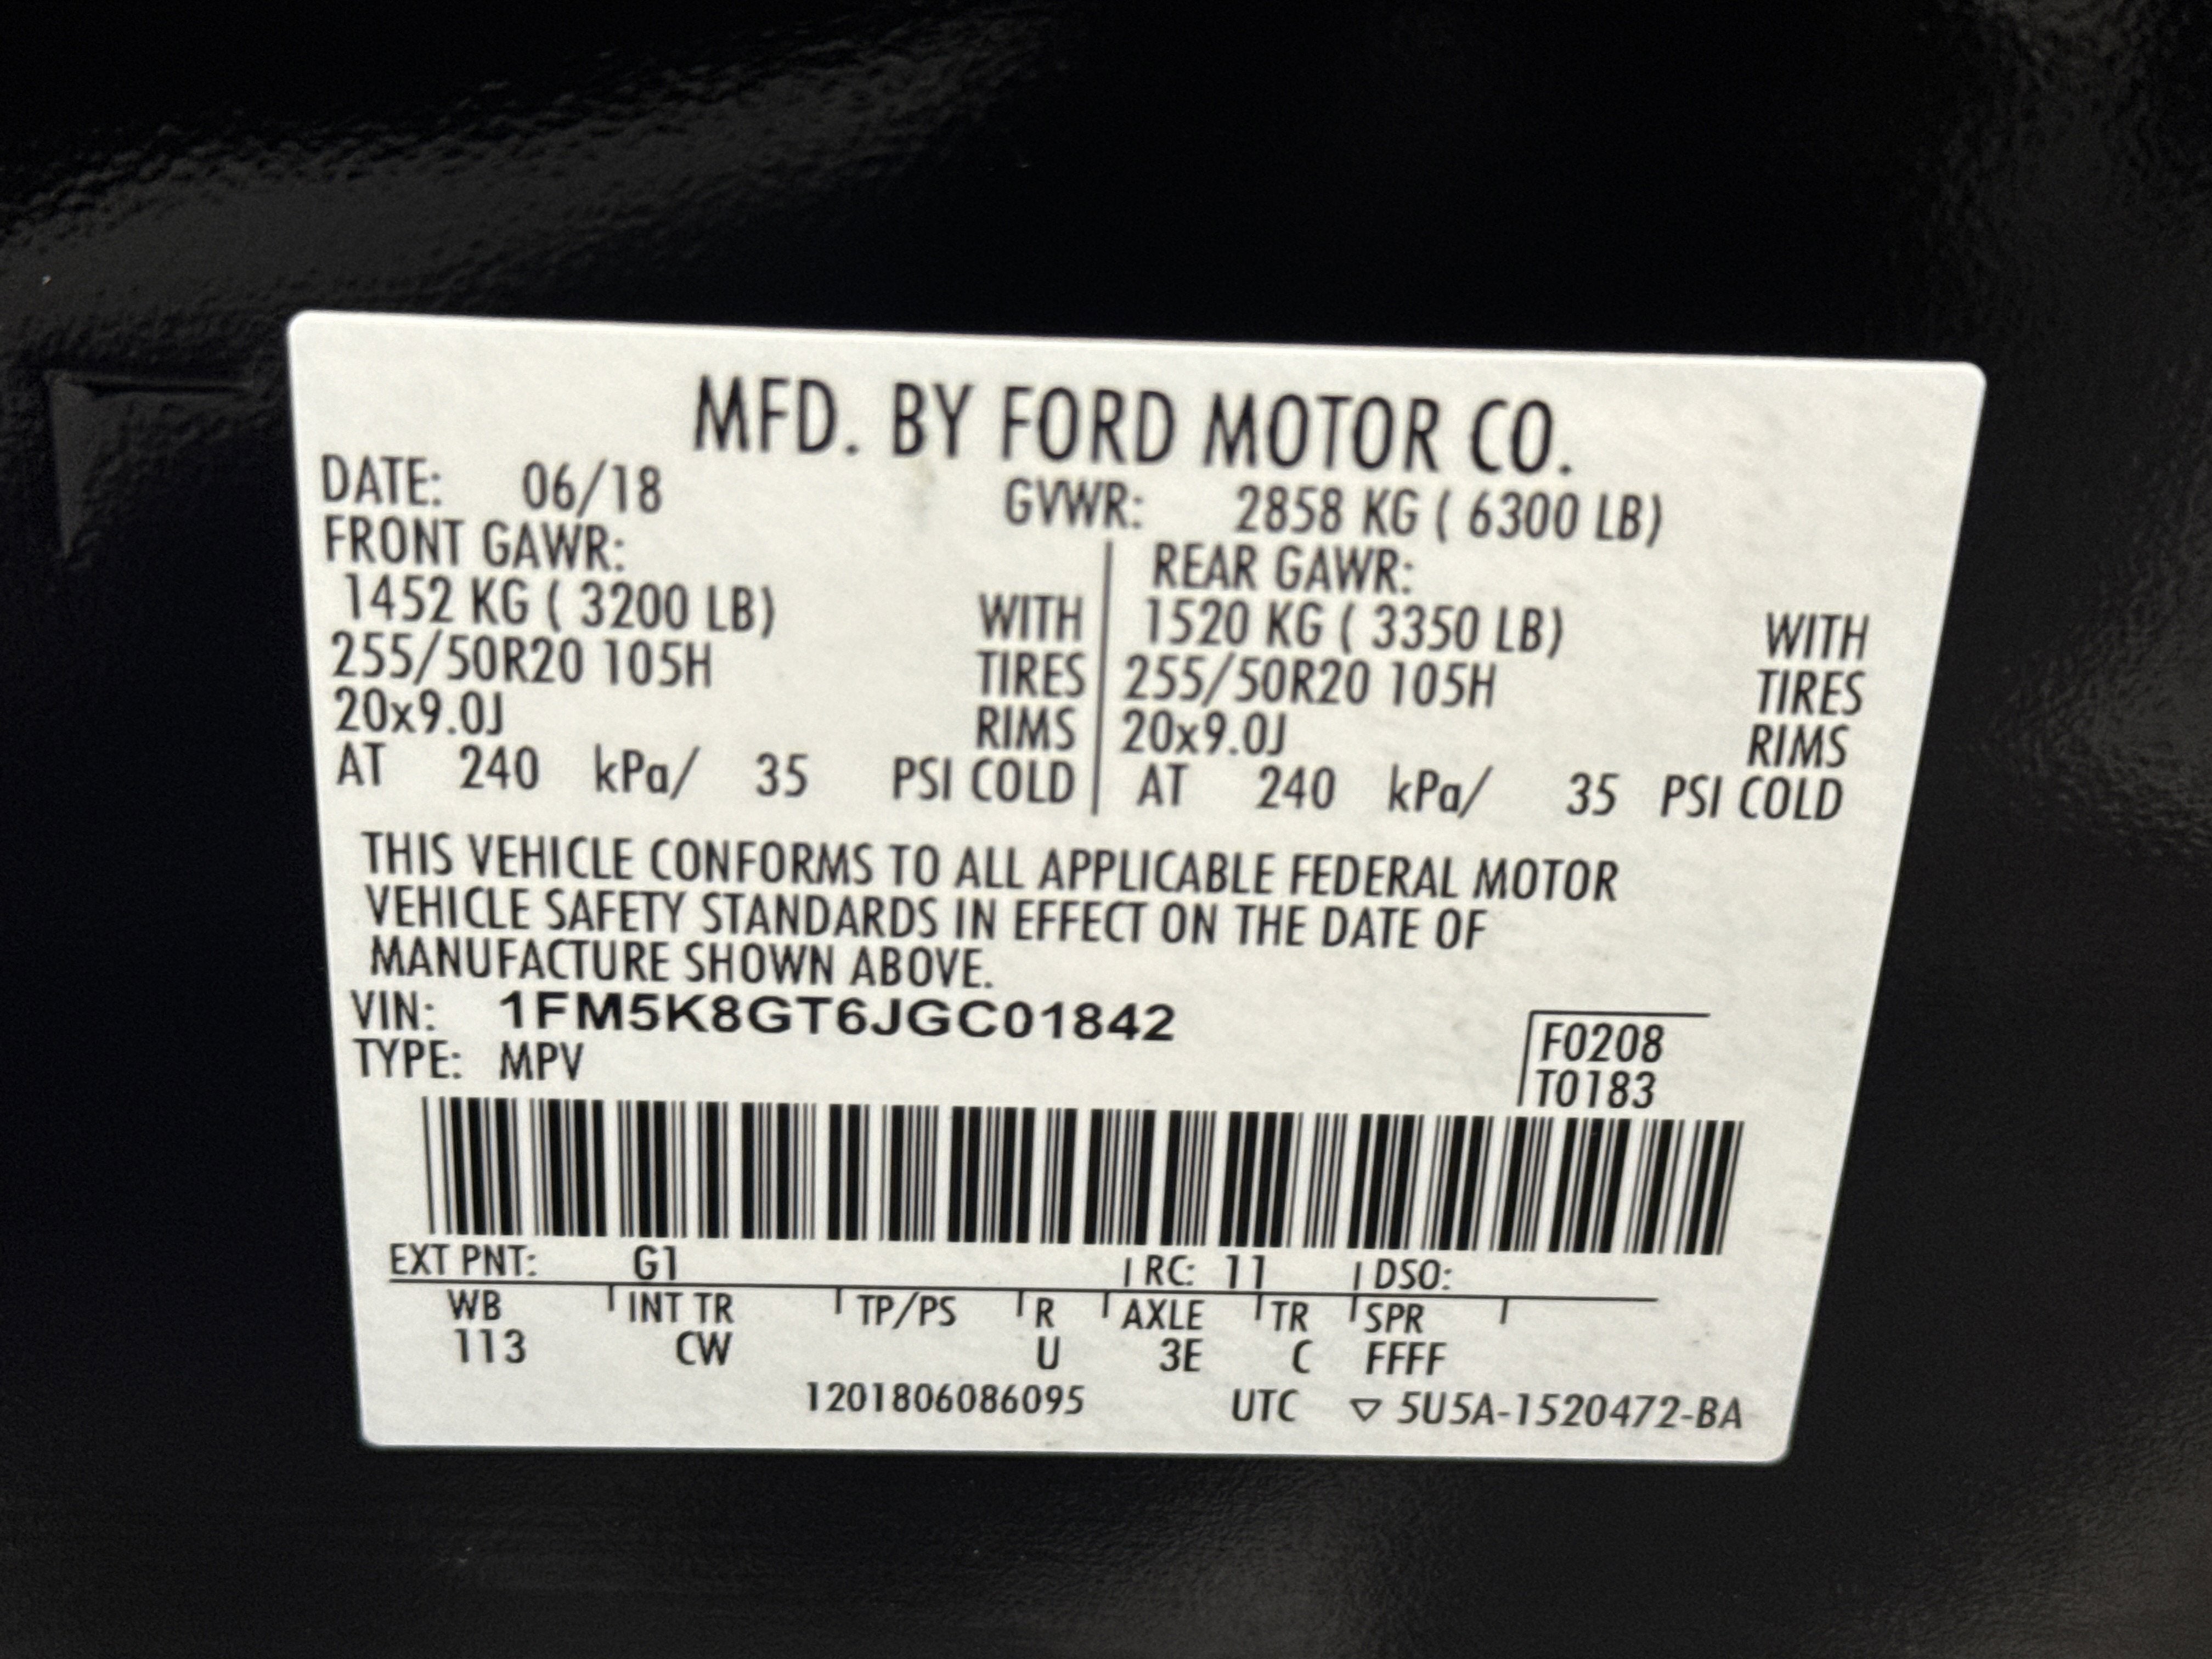 MFD. BY FORD MOTOR CO.
DATE: 06/18 GVWR: 2858 KG ( 6300 LB)
FRONT GAWR: REAR GAWR:
1452 KG ( 3200 LB) WITH 1520 KG ( 3350 LB) WITH
255/50R20 105H TIRES 255/50R20 105H TIRES
20x9.0J RIMS 20x9.0J RIMS
AT 240 kPa/ 35 PSI COLD AT 240 kPa/ 35 PSI COLD
THIS VEHICLE CONFORMS TO ALL APPLICABLE FEDERAL MOTOR
VEHICLE SAFETY STANDARDS IN EFFECT ON THE DATE OF
MANUFACTURE SHOWN ABOVE.
VIN: 1FM5K8GT6JGC01842
F0208
TYPE: MPV
T0183
EXT PNT: G1 RC: 11 DSO:
WB INT TR TP/PS R AXLE TR SPR
113 CW U 3E C FFFF
1201806086095 UTC ▽ 5U5A-1520472-BA